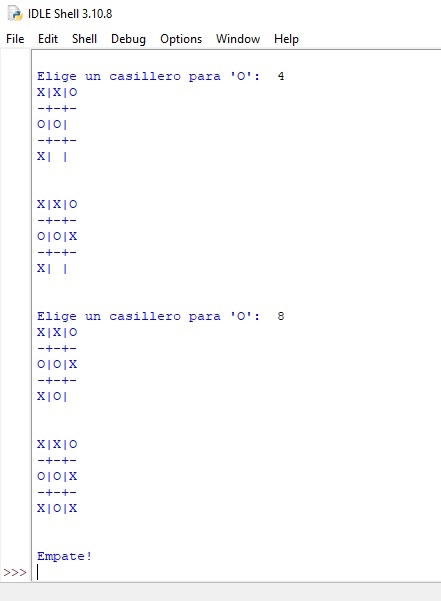 IDLE Shell 3.10.8
File Edit Shell Debug Options Window Help
Elige un casillero para 'O':  4
X|X|O
-+-+-
O|O| 
-+-+-
X| |
X|X|O
-+-+-
O|O|X
-+-+-
X| |
Elige un casillero para 'O':  8
X|X|O
-+-+-
O|O|X
-+-+-
X|O|
X|X|O
-+-+-
O|O|X
-+-+-
X|O|X
Empate!
>>>